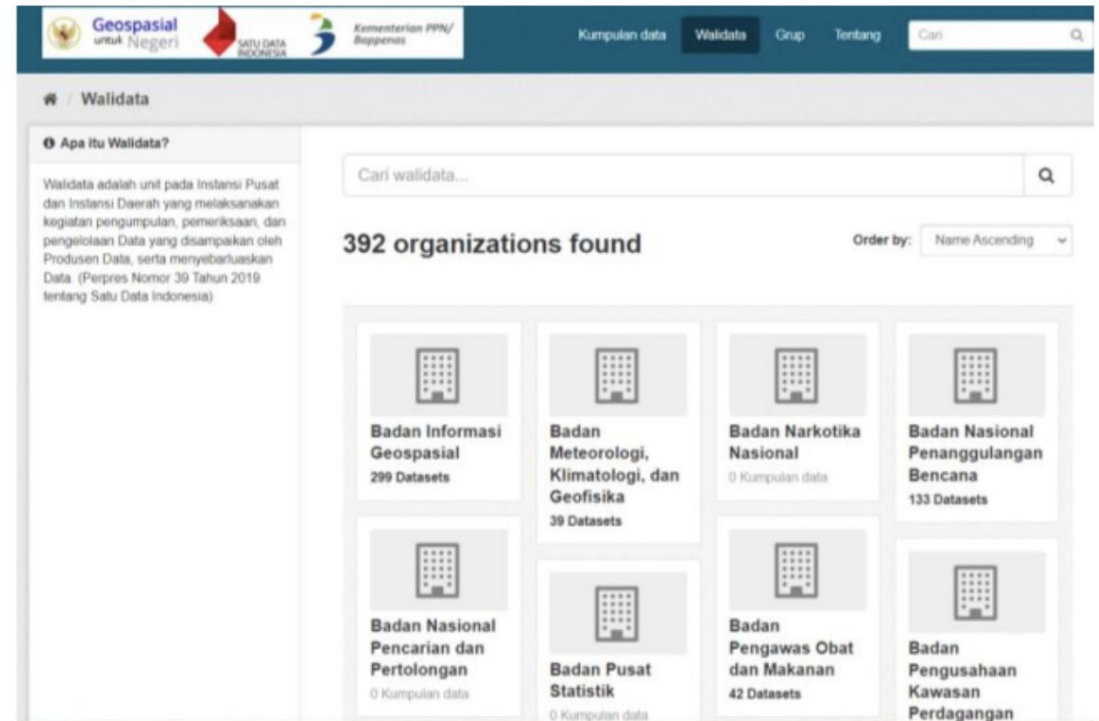 Geospasial
untuk Negeri
SATU DATA
INDONESIA
Kementerian PPN/
Bappenas
Kumpulan data
Walidata
Grup
Tentang
Cari
/ Walidata
Apa itu Walidata?
Walidata adalah unit pada Instansi Pusat
dan Instansi Daerah yang melaksanakan
kegiatan pengumpulan, pemeriksaan, dan
pengelolaan Data yang disampaikan oleh
Produsen Data, serta menyebarluaskan
Data. (Perpres Nomor 39 Tahun 2019
tentang Satu Data Indonesia)
Cari walidata...
392 organizations found
Order by: Name Ascending
Badan Informasi
Geospasial
299 Datasets
Badan
Meteorologi,
Klimatologi, dan
Geofisika
39 Datasets
Badan Narkotika
Nasional
0 Kumpulan data
Badan Nasional
Penanggulangan
Bencana
133 Datasets
Badan Nasional
Pencarian dan
Pertolongan
0 Kumpulan data
Badan Pusat
Statistik
0 Kumpulan data
Badan
Pengawas Obat
dan Makanan
42 Datasets
Badan
Pengusahaan
Kawasan
Perdagangan